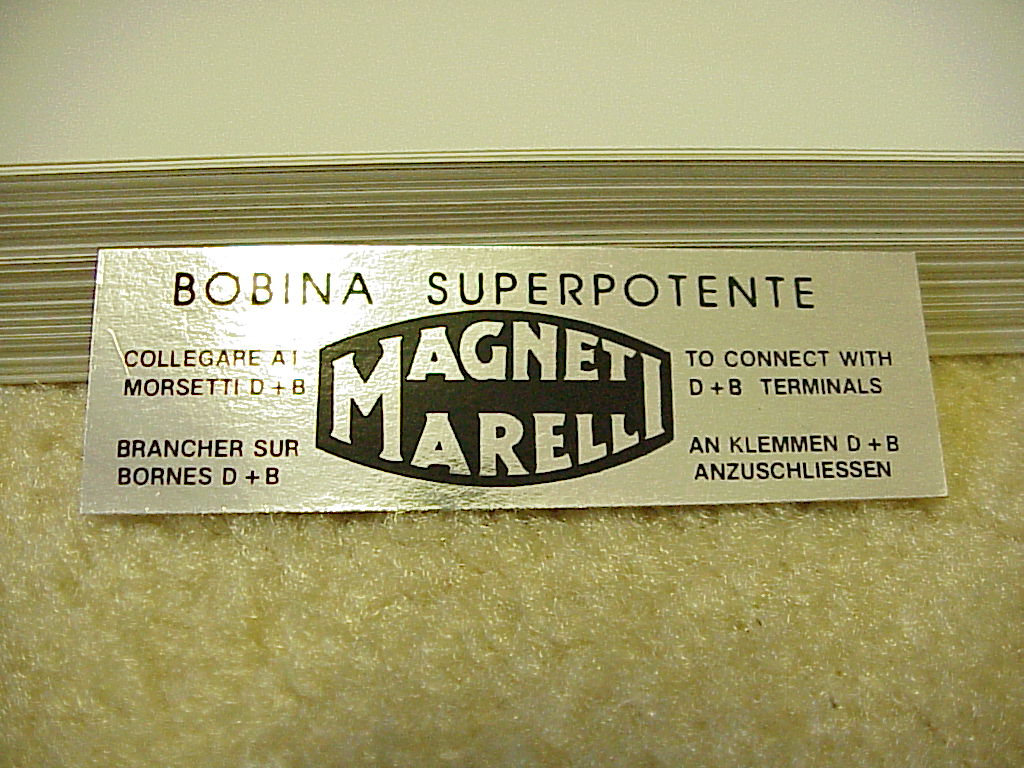 BOBINA SUPERPOTENTE
MAGNETI
MARELLI
COLLEGARE AI
MORSETTI D+B
BRANCHER SUR
BORNES D+B
TO CONNECT WITH
D+B TERMINALS
AN KLEMMEN D+B
ANZUSCHLIESSEN